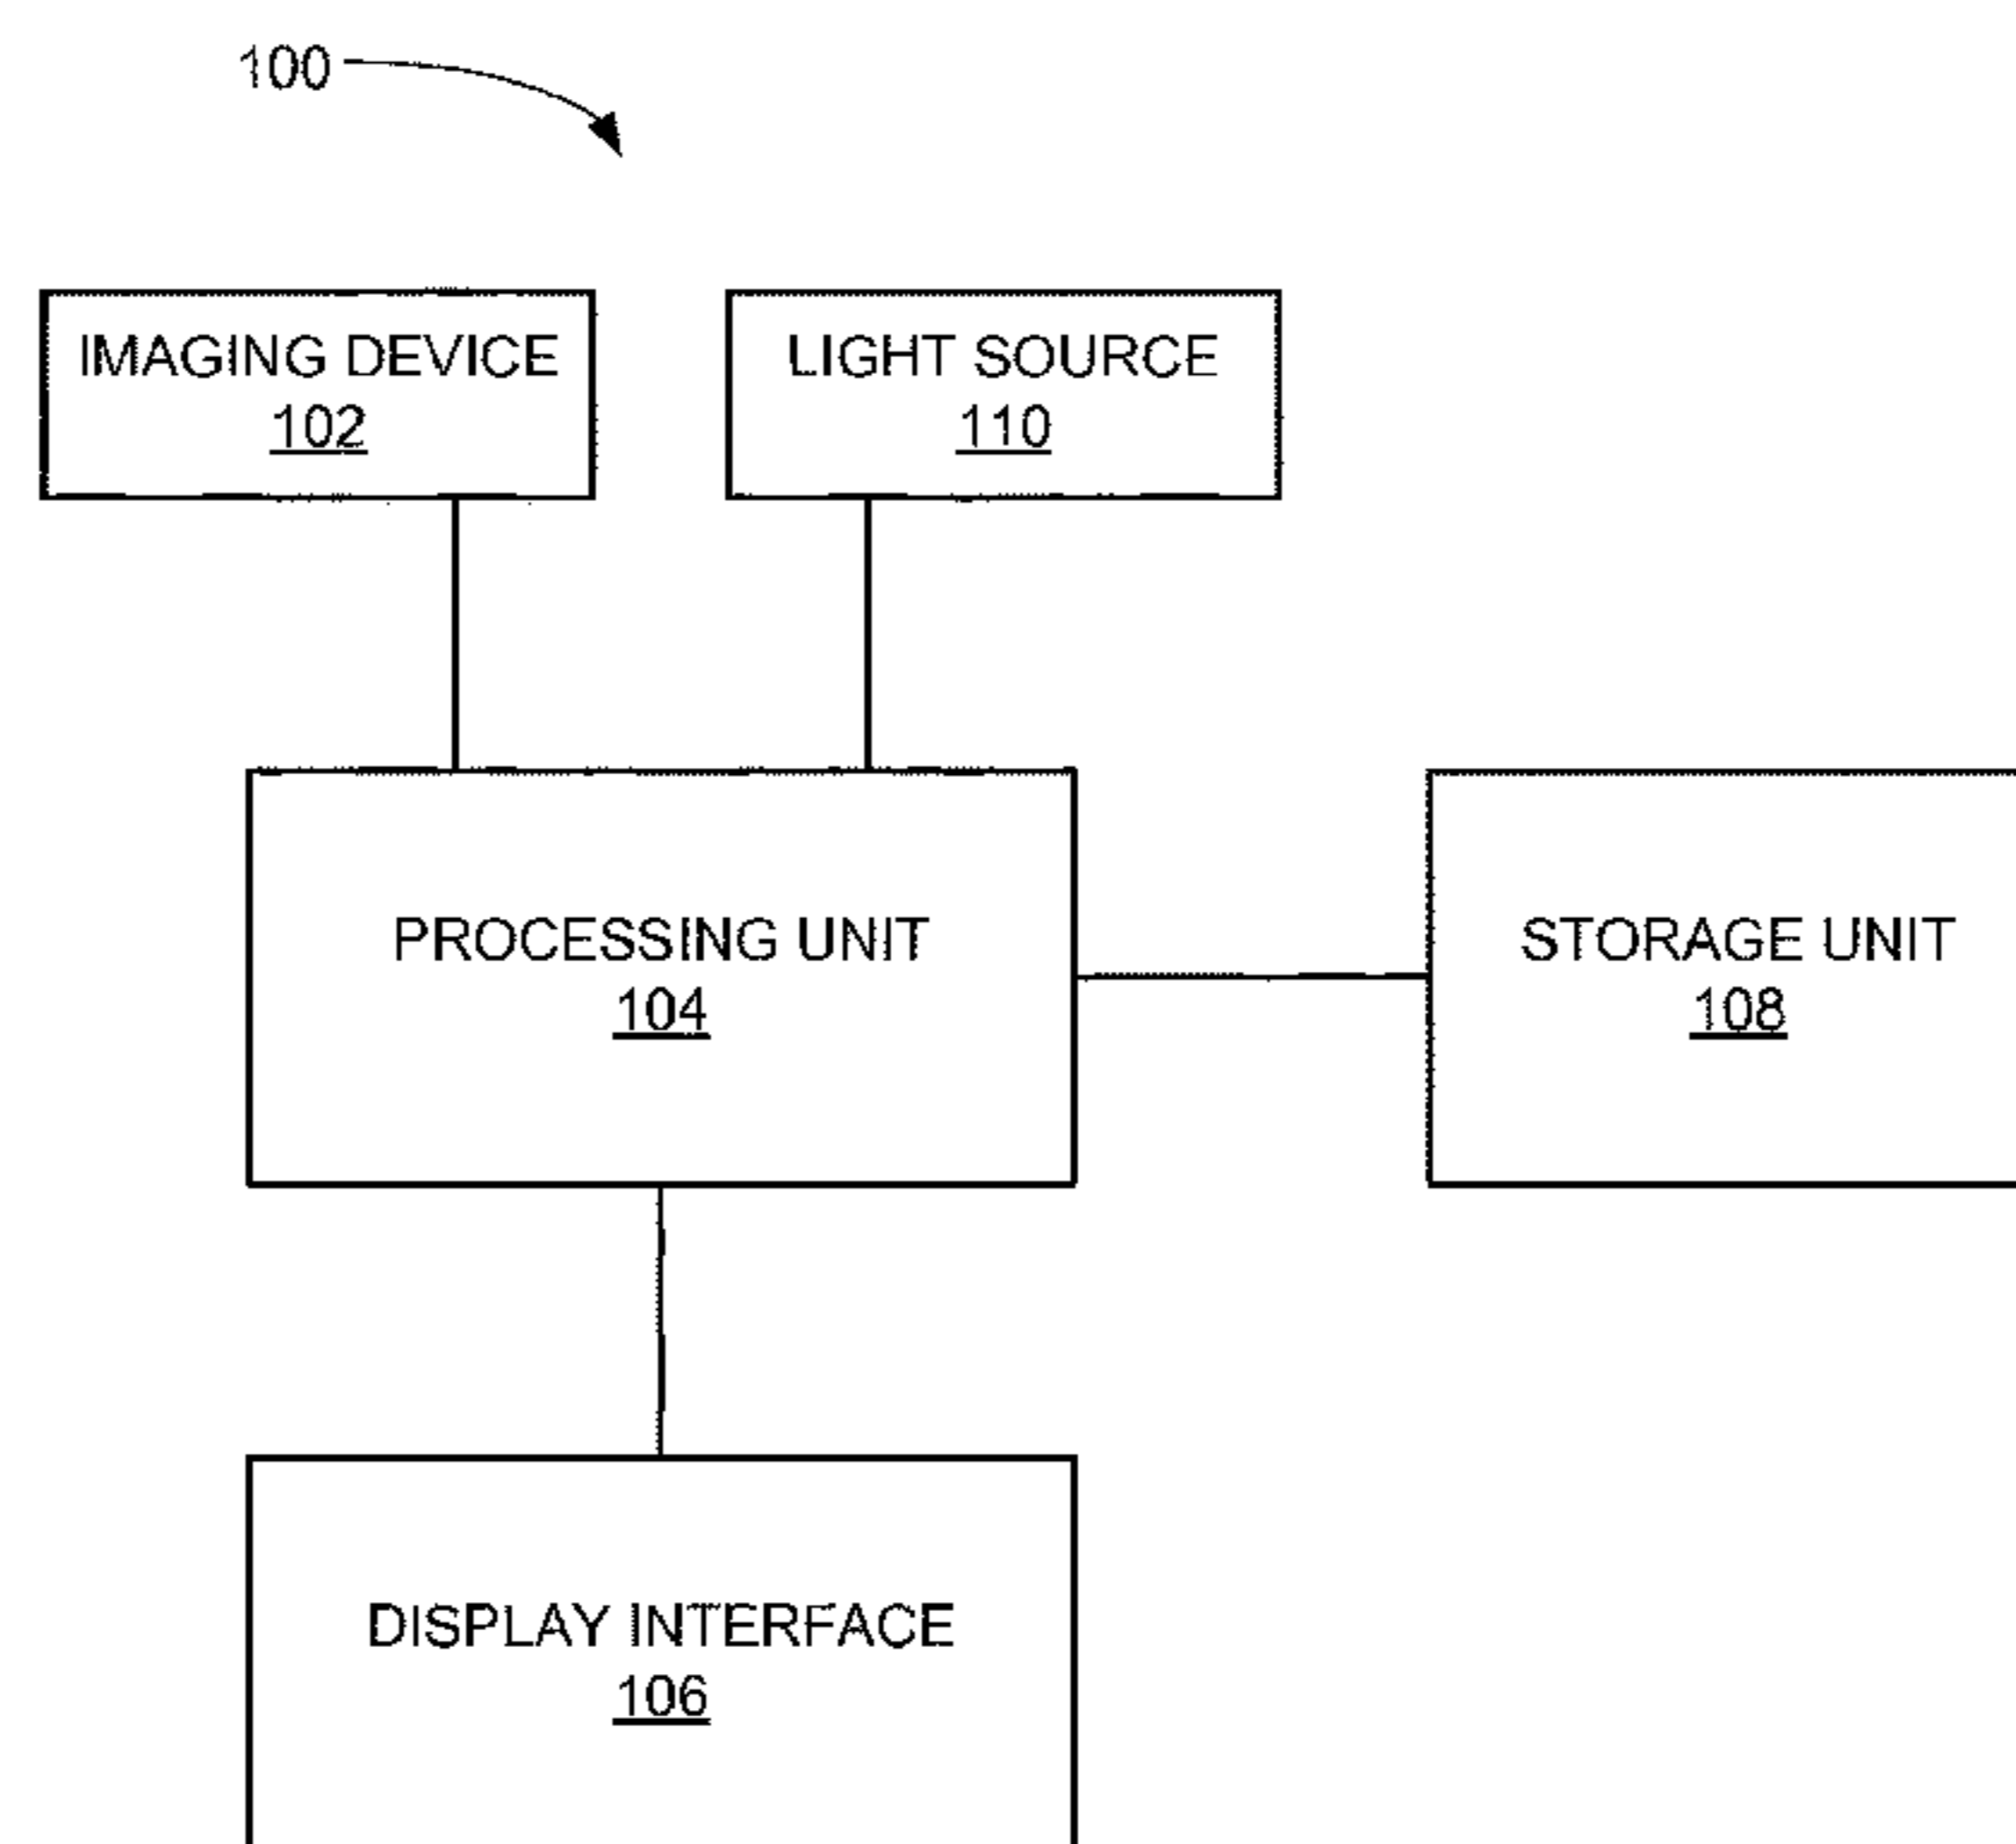 100
IMAGING DEVICE
102
LIGHT SOURCE
110
PROCESSING UNIT
104
STORAGE UNIT
108
DISPLAY INTERFACE
106